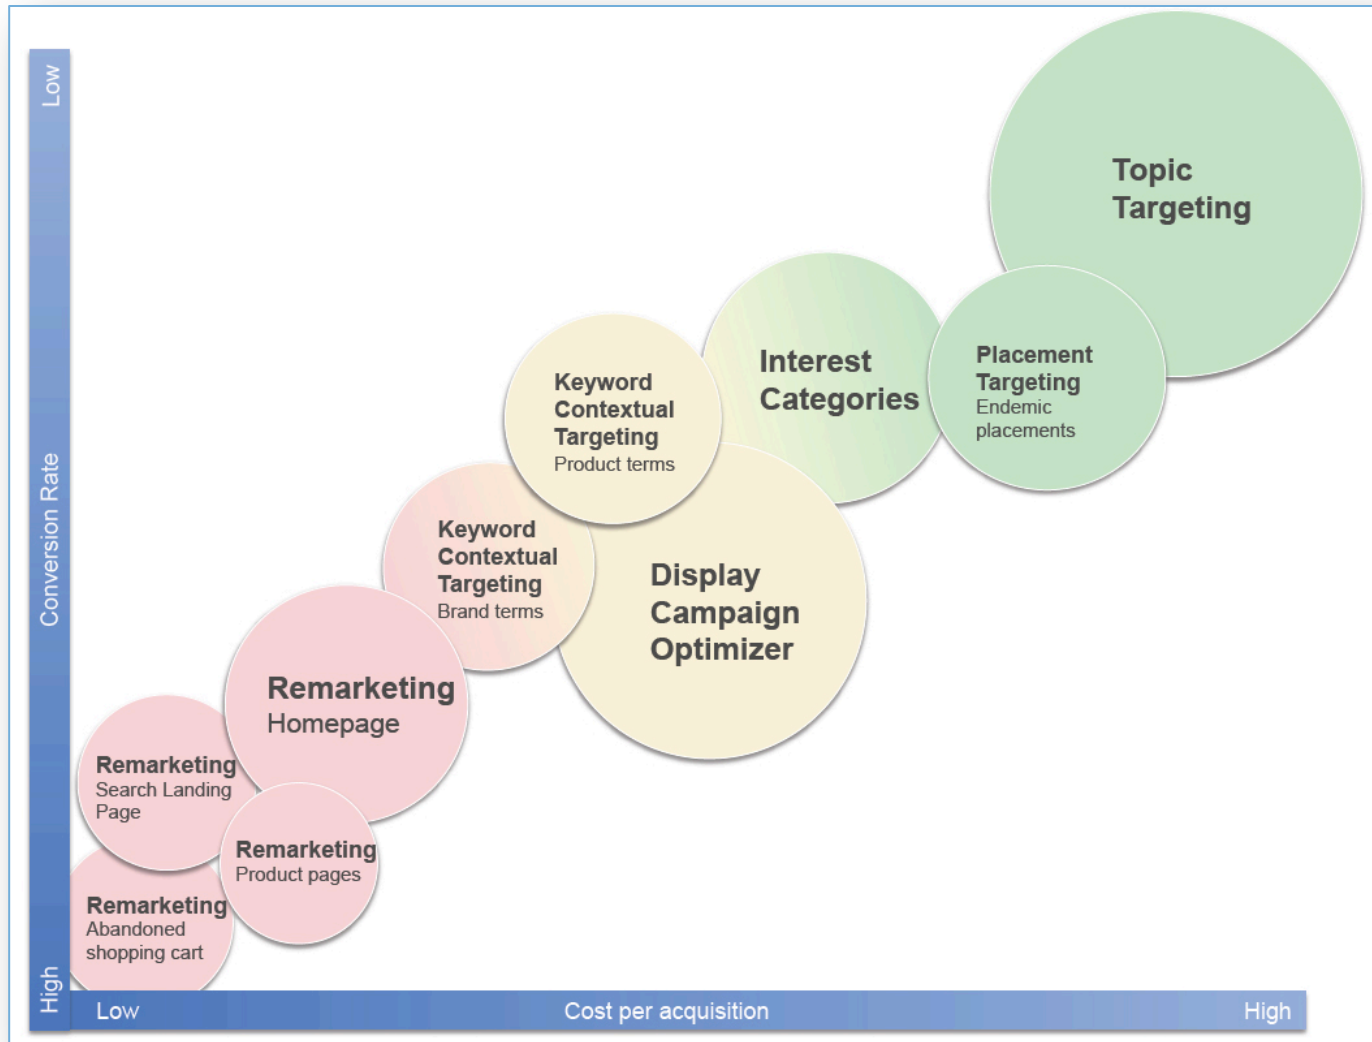 Low
Topic
Targeting
Interest
Categories
Placement
Targeting
Endemic
placements
Keyword
Contextual
Targeting
Product terms
Conversion Rate
Keyword
Contextual
Targeting
Brand terms
Display
Campaign
Optimizer
Remarketing
Homepage
Remarketing
Search Landing
Page
Remarketing
Product pages
Remarketing
Abandoned
shopping cart
High
Low
Cost per acquisition
High